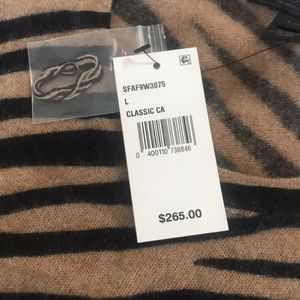 SFAF9W3075
L
CLASSIC CA
0 400110 738846
$265.00